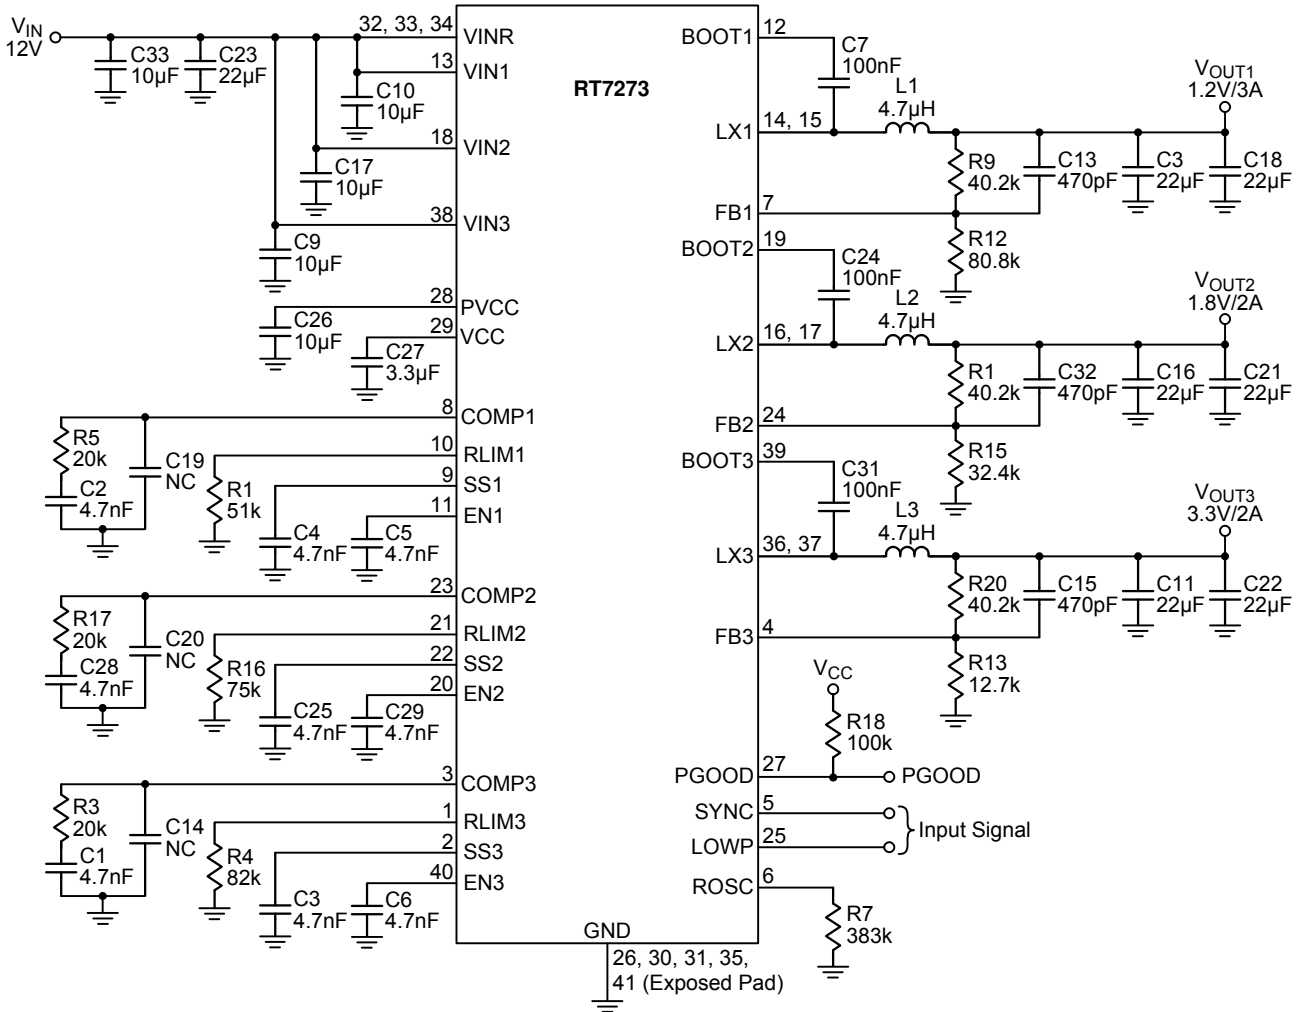 V_IN
12V
C33
10µF
C23
22µF
32, 33, 34
VINR
13
VIN1
C10
10µF
18
VIN2
C17
10µF
38
VIN3
C9
10µF
28
PVCC
C26
10µF
29
VCC
C27
3.3µF
8
COMP1
R5
20k
C2
4.7nF
C19
NC
10
RLIM1
R1
51k
9
SS1
C4
4.7nF
11
EN1
C5
4.7nF
23
COMP2
R17
20k
C28
4.7nF
C20
NC
21
RLIM2
R16
75k
22
SS2
C25
4.7nF
20
EN2
C29
4.7nF
3
COMP3
R3
20k
C1
4.7nF
C14
NC
1
RLIM3
R4
82k
2
SS3
C3
4.7nF
40
EN3
C6
4.7nF
RT7273
GND
26, 30, 31, 35,
41 (Exposed Pad)
BOOT1
12
C7
100nF
LX1
14, 15
L1
4.7µH
V_OUT1
1.2V/3A
R9
40.2k
C13
470pF
C3
22µF
C18
22µF
FB1
7
R12
80.8k
BOOT2
19
C24
100nF
LX2
16, 17
L2
4.7µH
V_OUT2
1.8V/2A
R1
40.2k
C32
470pF
C16
22µF
C21
22µF
FB2
24
R15
32.4k
BOOT3
39
C31
100nF
LX3
36, 37
L3
4.7µH
V_OUT3
3.3V/2A
R20
40.2k
C15
470pF
C11
22µF
C22
22µF
FB3
4
R13
12.7k
V_CC
R18
100k
PGOOD
27
PGOOD
SYNC
5
LOWP
25
Input Signal
ROSC
6
R7
383k